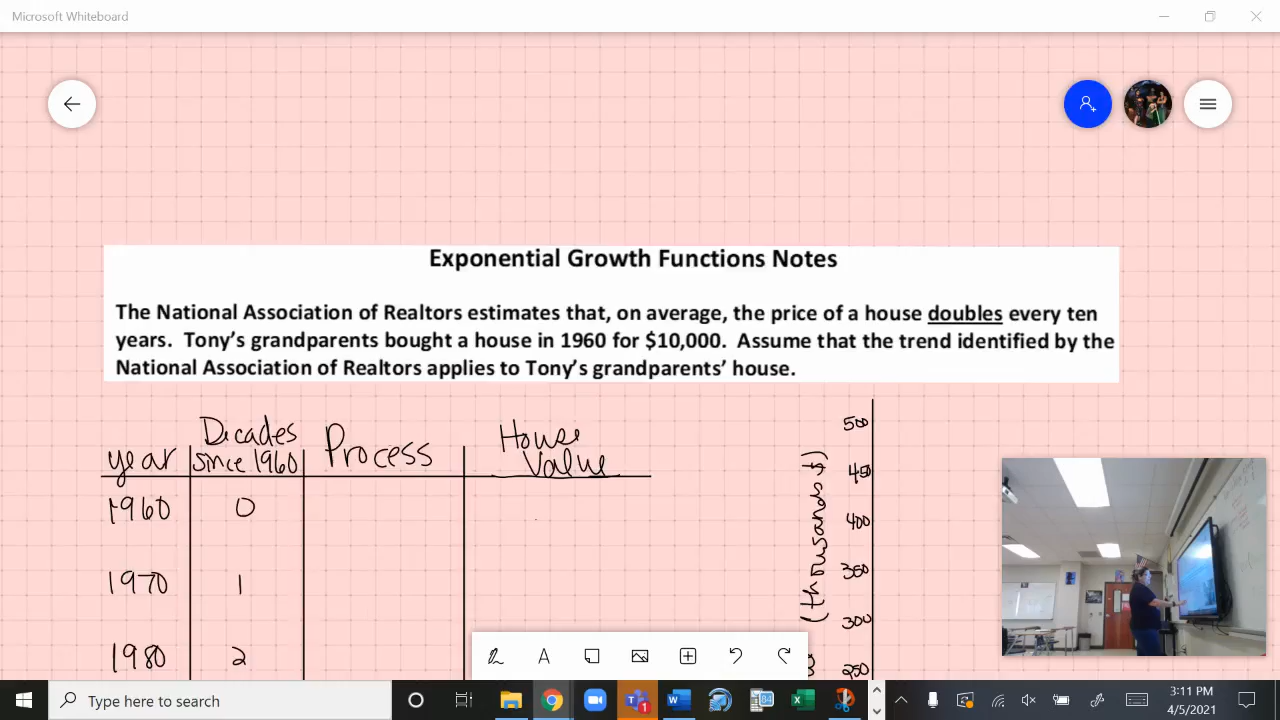 Microsoft Whiteboard
Exponential Growth Functions Notes
The National Association of Realtors estimates that, on average, the price of a house doubles every ten
years. Tony's grandparents bought a house in 1960 for $10,000. Assume that the trend identified by the
National Association of Realtors applies to Tony's grandparents' house.
year Decades since 1960 Process House Value
1960 0
1970 1
1980 2
(thousands $)
500
450
400
350
300
250
Type here to search
1
3:11 PM
4/5/2021